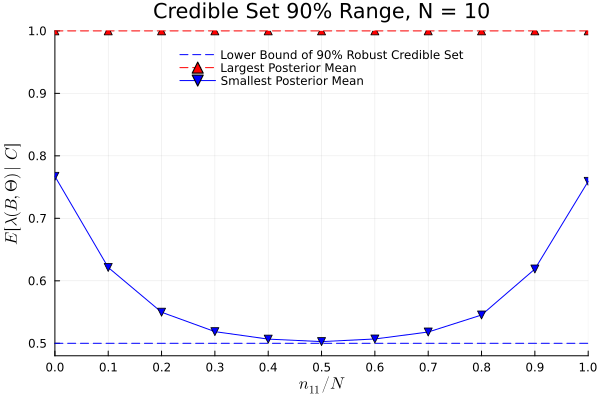 Credible Set 90% Range, N = 10
Lower Bound of 90% Robust Credible Set
Largest Posterior Mean
Smallest Posterior Mean
E[λ(B,Θ) | C]
1.0
0.9
0.8
0.7
0.6
0.5
0.0 0.1 0.2 0.3 0.4 0.5 0.6 0.7 0.8 0.9 1.0
n₁₁/N